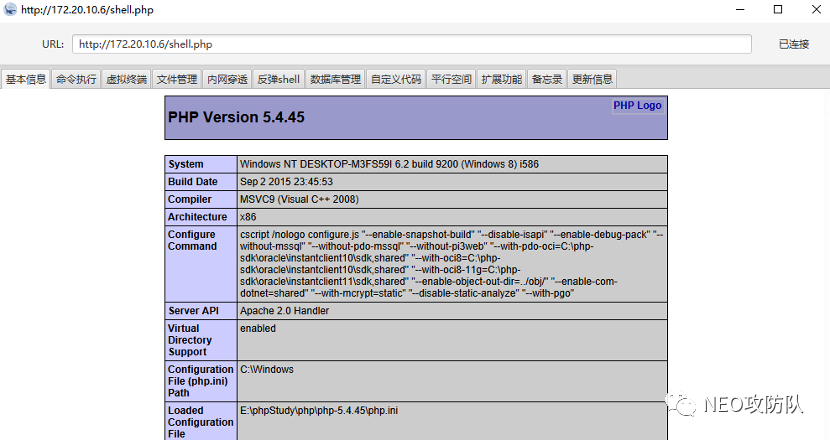 http://172.20.10.6/shell.php
URL: http://172.20.10.6/shell.php 已连接
基本信息 命令执行 虚拟终端 文件管理 内网穿透 反弹shell 数据库管理 自定义代码 平行空间 扩展功能 备忘录 更新信息
PHP Version 5.4.45 PHP Logo
System Windows NT DESKTOP-M3FS59I 6.2 build 9200 (Windows 8) i586
Build Date Sep 2 2015 23:45:53
Compiler MSVC9 (Visual C++ 2008)
Architecture x86
Configure Command
cscript /nologo configure.js "--enable-snapshot-build" "--disable-isapi" "--enable-debug-pack" "--
without-mssql" "--without-pdo-mssql" "--without-pi3web" "--with-pdo-oci=C:\php-
sdk\oracle\instantclient10\sdk,shared" "--with-oci8=C:\php-
sdk\oracle\instantclient10\sdk,shared" "--with-oci8-11g=C:\php-
sdk\oracle\instantclient11\sdk,shared" "--enable-object-out-dir=../obj/" "--enable-com-
dotnet=shared" "--with-mcrypt=static" "--disable-static-analyze" "--with-pgo"
Server API Apache 2.0 Handler
Virtual
Directory
Support
enabled
Configuration
File (php.ini)
Path
C:\Windows
Loaded
Configuration
File
E:\phpStudy\php\php-5.4.45\php.ini
NEO攻防队